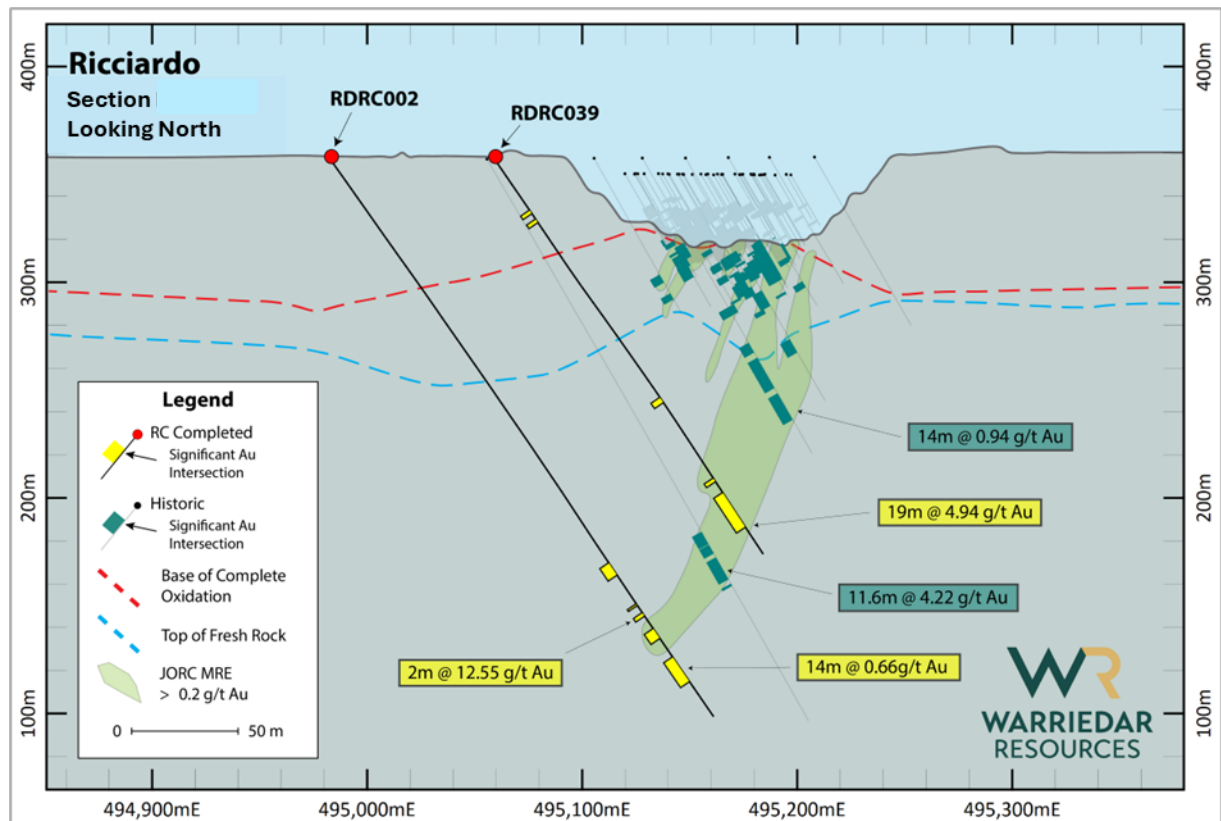 Ricciardo
Section
Looking North
RDRC002
RDRC039
400m
300m
200m
100m
400m
300m
200m
100m
Legend
RC Completed
Significant Au
Intersection
Historic
Significant Au
Intersection
Base of Complete
Oxidation
Top of Fresh Rock
JORC MRE
> 0.2 g/t Au
0 50 m
14m @ 0.94 g/t Au
19m @ 4.94 g/t Au
11.6m @ 4.22 g/t Au
14m @ 0.66g/t Au
2m @ 12.55 g/t Au
WR
WARRIEDAR
RESOURCES
494,900mE
495,000mE
495,100mE
495,200mE
495,300mE